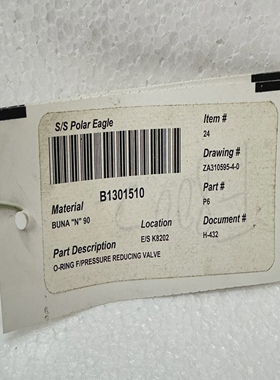 S/S Polar Eagle
Item #
24
Drawing #
ZA310595-4-0
B1301510
Material
BUNA "N" 90
Part #
P6
Location
E/S K8202
Document #
H-432
Part Description
O-RING F/PRESSURE REDUCING VALVE